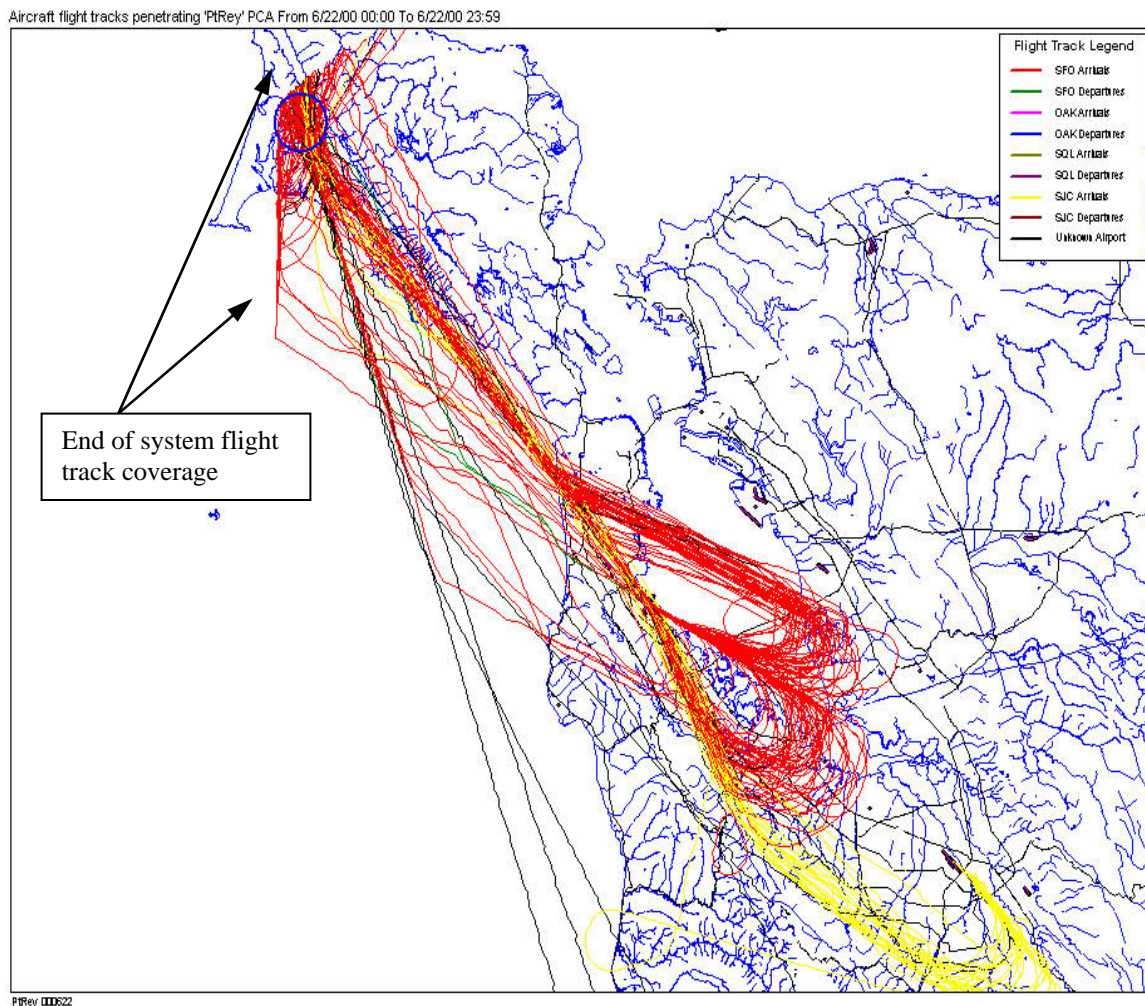 Aircraft flight tracks penetrating 'PtRey' PCA From 6/22/00 00:00 To 6/22/00 23:59
Flight Track Legend
SFO Arrivals
SFO Departures
OAK Arrivals
OAK Departures
SQL Arrivals
SQL Departures
SJC Arrivals
SJC Departures
Unknown Airport
End of system flight
track coverage
PtRey 000622